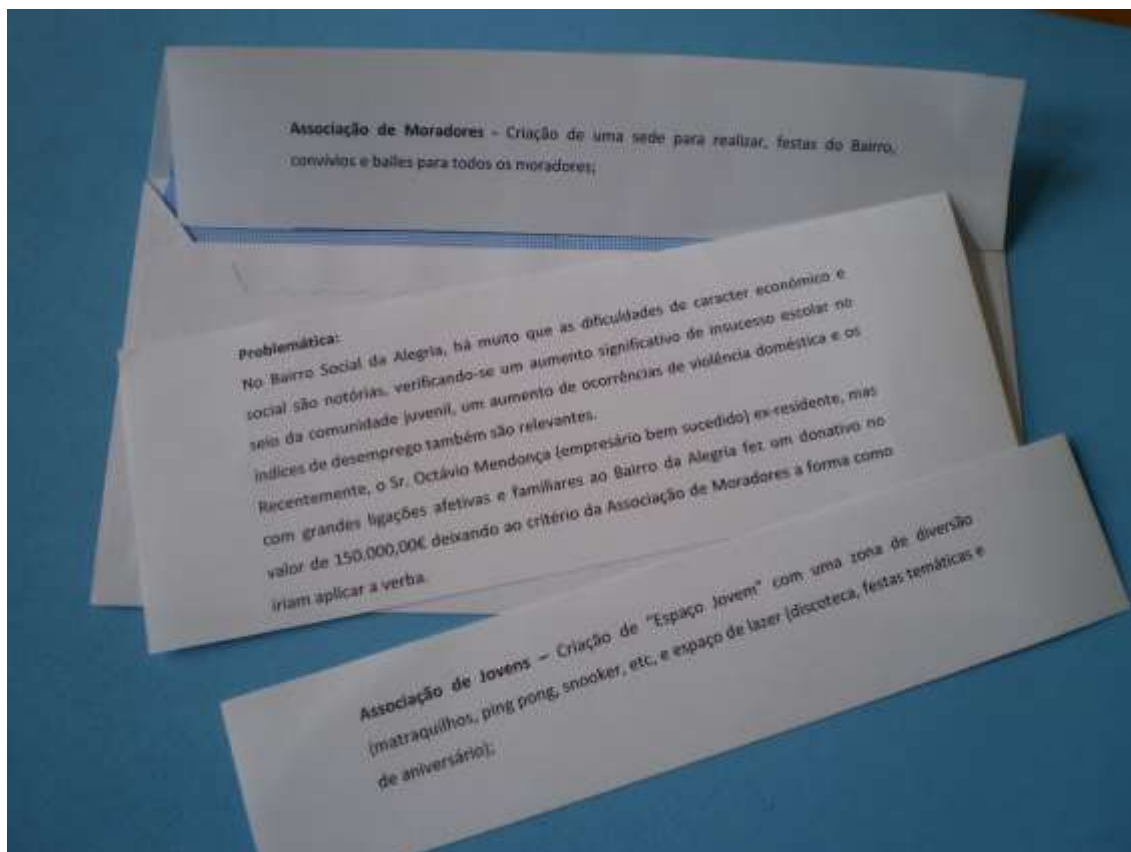 Associação de Moradores - Criação de uma sede para realizar, festas do Bairro,
convívios e bailes para todos os moradores;
Problemática:
No Bairro Social da Alegria, há muito que as dificuldades de caracter económico e
social são notórias, verificando-se um aumento significativo de insucesso escolar no
seio da comunidade juvenil, um aumento de ocorrências de violência doméstica e os
índices de desemprego também são relevantes.
Recentemente, o Sr. Octávio Mendonça (empresário bem sucedido) ex-residente, mas
com grandes ligações afetivas e familiares ao Bairro da Alegria fez um donativo no
valor de 150.000,00€ deixando ao critério da Associação de Moradores a forma como
iriam aplicar a verba.
Associação de Jovens – Criação de "Espaço Jovem" com uma zona de diversão
(matraquilhos, ping pong, snooker, etc, e espaço de lazer (discoteca, festas temáticas e
de aniversário);